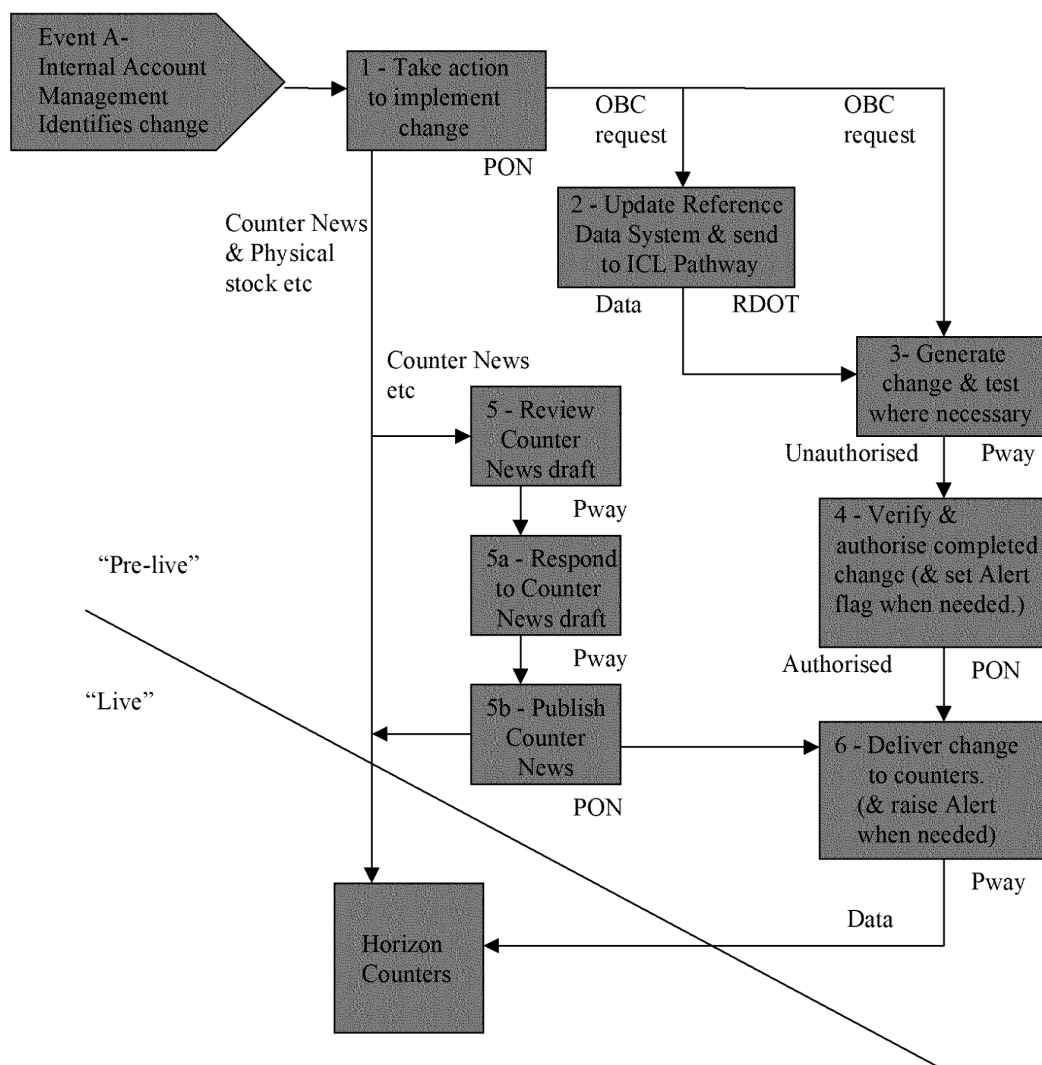 Event A-
Internal Account
Management
Identifies change
1 - Take action
to implement
change
PON
OBC
request
OBC
request
Counter News
& Physical
stock etc
2 - Update Reference
Data System & send
to ICL Pathway
Data
RDOT
3- Generate
change & test
where necessary
Unauthorised
Pway
Counter News
etc
5 - Review
Counter
News draft
Pway
4 - Verify &
authorise completed
change (& set Alert
flag when needed.)
Authorised
PON
5a - Respond
to Counter
News draft
Pway
“Pre-live”
“Live”
5b - Publish
Counter
News
PON
6 - Deliver change
to counters.
(& raise Alert
when needed)
Pway
Data
Horizon
Counters